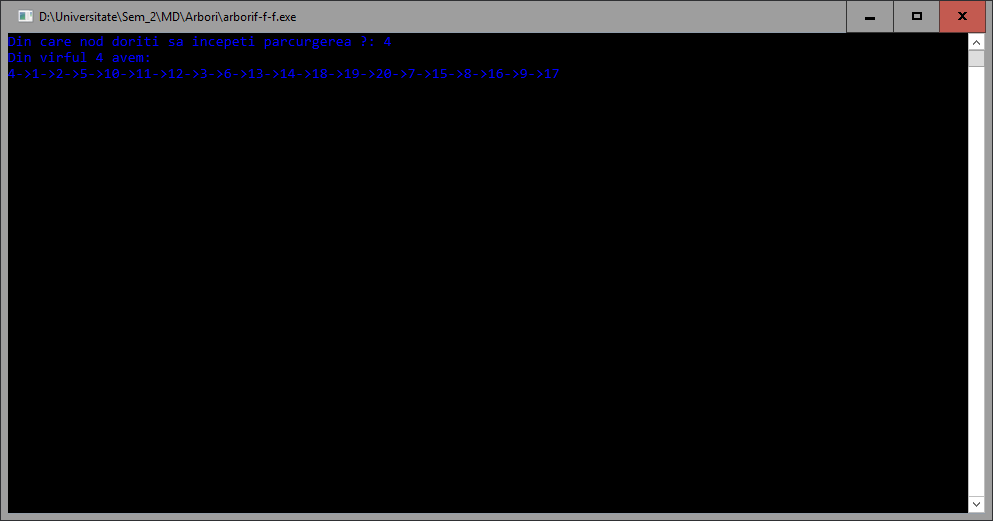 D:\Universitate\Sem_2\MD\Arbori\arborif-f-f.exe
Din care nod doriti sa incepeti parcurgerea ?: 4
Din virful 4 avem:
4->1->2->5->10->11->12->3->6->13->14->18->19->20->7->15->8->16->9->17